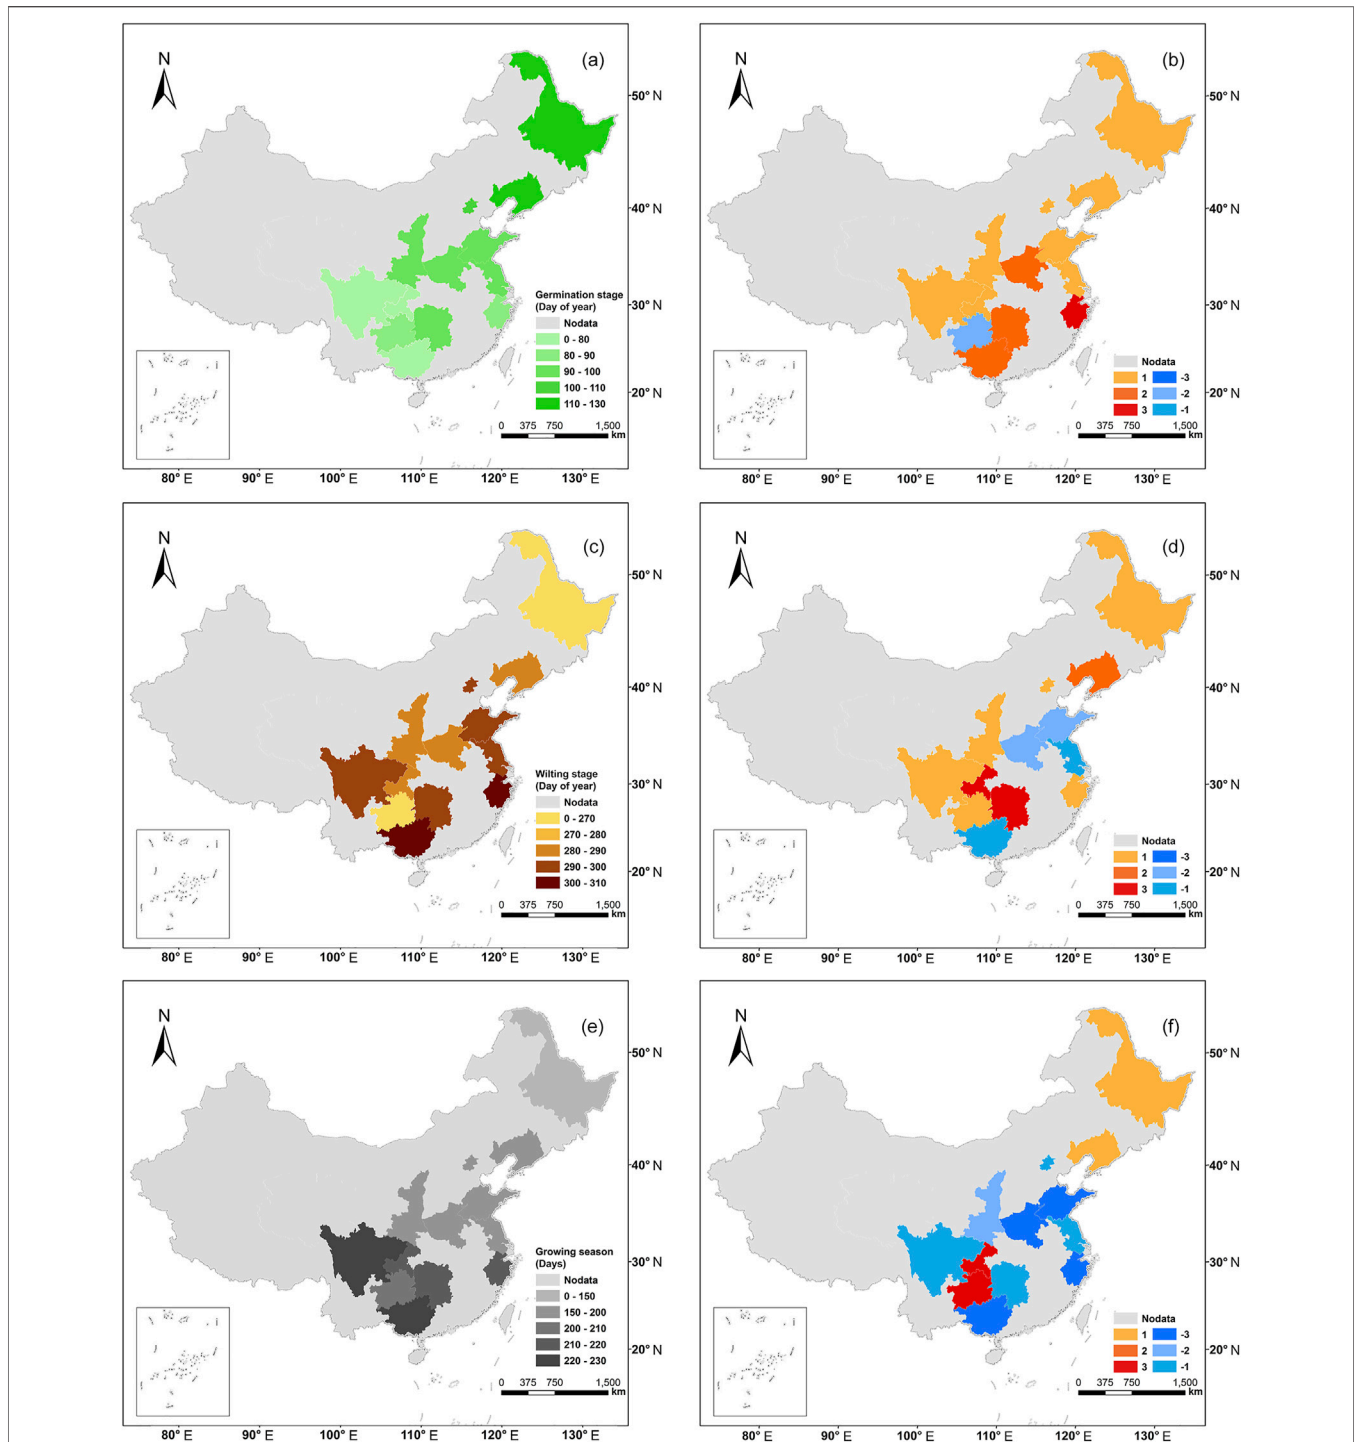 N
(a)
50° N
40° N
30° N
20° N
Germination stage
(Day of year)
Nodata
0 - 80
80 - 90
90 - 100
100 - 110
110 - 130
0 375 750 1,500
km
80° E 90° E 100° E 110° E 120° E 130° E
N
(b)
50° N
40° N
30° N
20° N
Nodata
1 -3
2 -2
3 -1
0 375 750 1,500
km
80° E 90° E 100° E 110° E 120° E 130° E
N
(c)
50° N
40° N
30° N
20° N
Wilting stage
(Day of year)
Nodata
0 - 270
270 - 280
280 - 290
290 - 300
300 - 310
0 375 750 1,500
km
80° E 90° E 100° E 110° E 120° E 130° E
N
(d)
50° N
40° N
30° N
20° N
Nodata
1 -3
2 -2
3 -1
0 375 750 1,500
km
80° E 90° E 100° E 110° E 120° E 130° E
N
(e)
50° N
40° N
30° N
20° N
Growing season
(Days)
Nodata
0 - 150
150 - 200
200 - 210
210 - 220
220 - 230
0 375 750 1,500
km
80° E 90° E 100° E 110° E 120° E 130° E
N
(f)
50° N
40° N
30° N
20° N
Nodata
1 -3
2 -2
3 -1
0 375 750 1,500
km
80° E 90° E 100° E 110° E 120° E 130° E